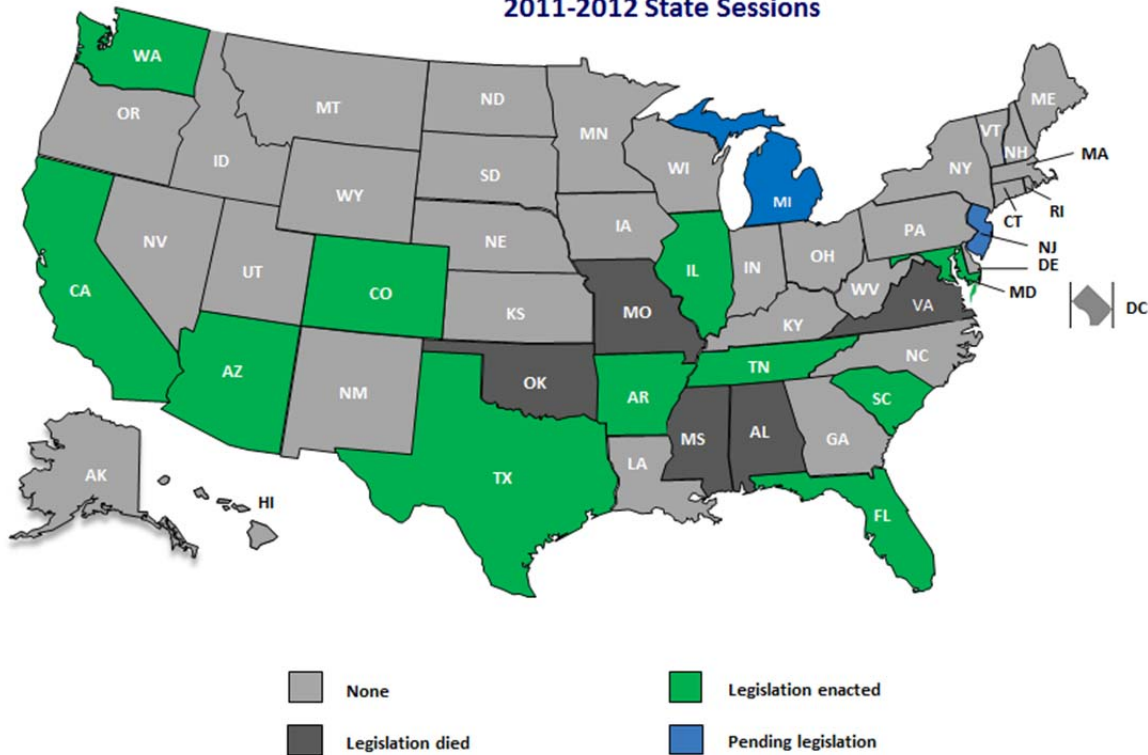 2011-2012 State Sessions
WA
OR
MT
ND
MN
ID
WY
SD
WI
MI
NY
VT
NH
ME
MA
RI
CT
NJ
DE
MD
DC
NV
UT
CO
NE
IA
KS
MO
IL
IN
OH
PA
WV
VA
KY
NC
TN
SC
CA
AZ
NM
OK
AR
TX
LA
MS
AL
GA
FL
AK
HI
None
Legislation enacted
Legislation died
Pending legislation